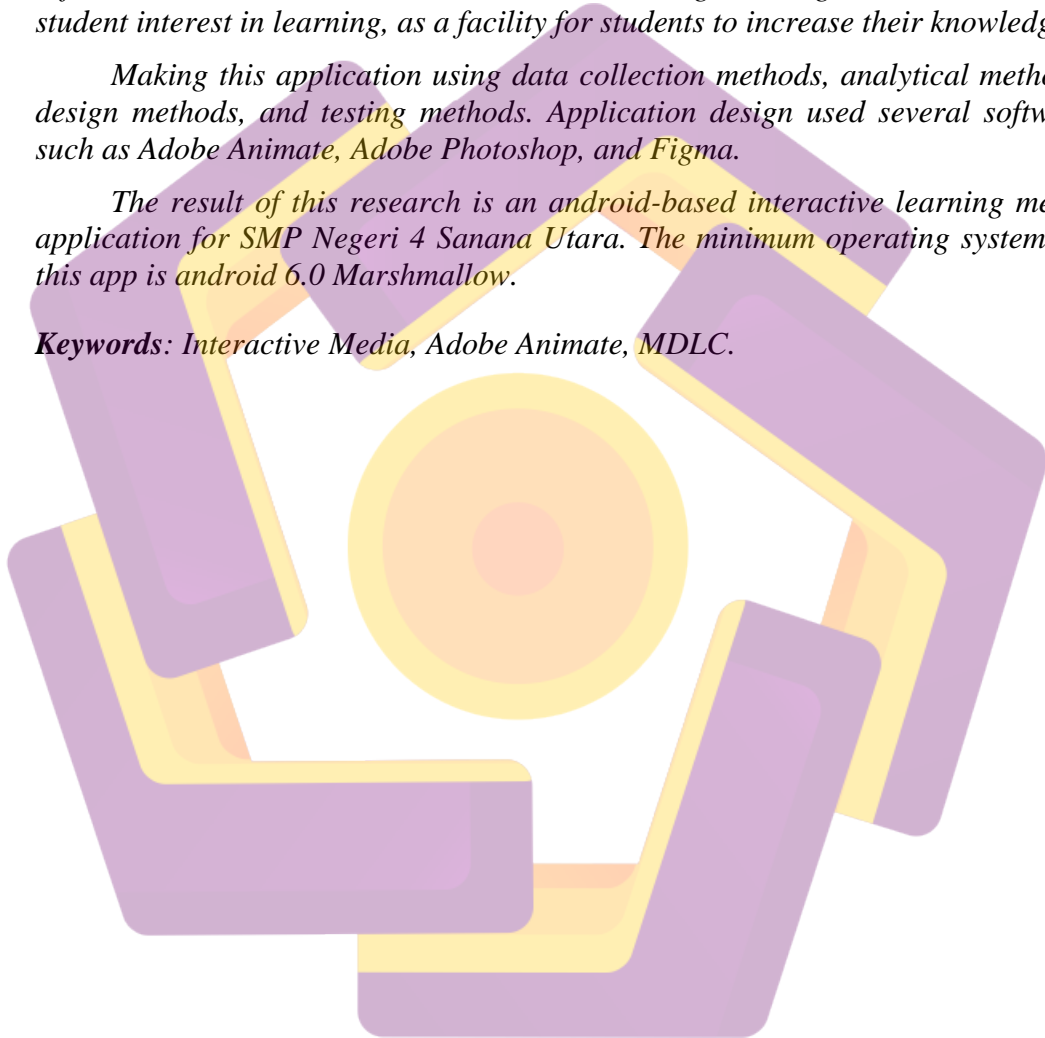 student interest in learning, as a facility for students to increase their knowledg
Making this application using data collection methods, analytical metho
design methods, and testing methods. Application design used several softw
such as Adobe Animate, Adobe Photoshop, and Figma.
The result of this research is an android-based interactive learning me
application for SMP Negeri 4 Sanana Utara. The minimum operating system
this app is android 6.0 Marshmallow.
Keywords: Interactive Media, Adobe Animate, MDLC.